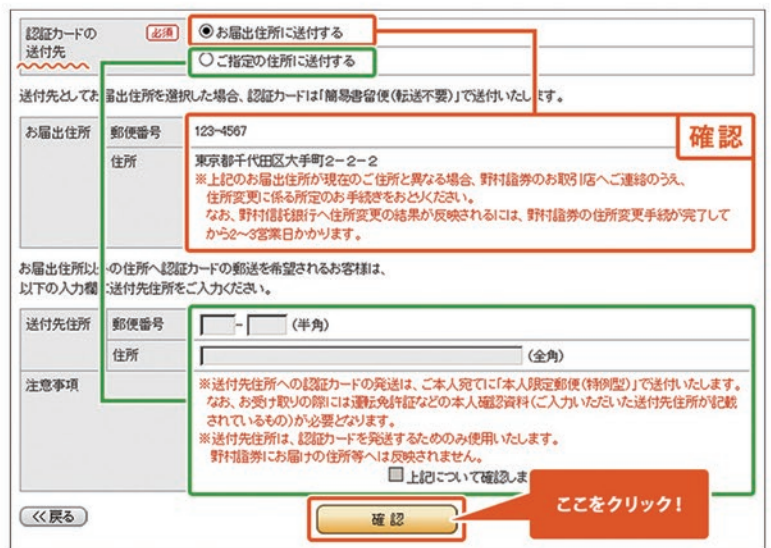 認証カードの 必須 お届出住所に送付する
送付先 ご指定の住所に送付する
送付先としてお届出住所を選択した場合、認証カードは「簡易書留便(転送不要)」で送付いたします。
お届出住所 郵便番号 123-4567
確認
住所 東京都千代田区大手町2-2-2
※上記のお届出住所が現在のご住所と異なる場合、野村證券のお取引店へご連絡のうえ、
住所変更に係る所定のお手続きをおとりください。
なお、野村信託銀行へ住所変更の結果が反映されるには、野村證券の住所変更手続が完了して
から2~3営業日かかります。
お届出住所以外の住所へ認証カードの郵送を希望されるお客様は、
以下の入力欄に送付先住所をご入力ください。
送付先住所 郵便番号 - (半角)
住所 (全角)
注意事項 ※送付先住所への認証カードの発送は、ご本人宛てに「本人限定郵便(特例型)」で送付いたします。
なお、お受け取りの際には運転免許証などの本人確認資料(ご入力いただいた送付先住所が記載
されているもの)が必要となります。
※送付先住所は、認証カードを発送するためのみ使用いたします。
野村證券にお届けの住所等へは反映されません。
上記について確認しま
ここをクリック!
≪戻る 確認